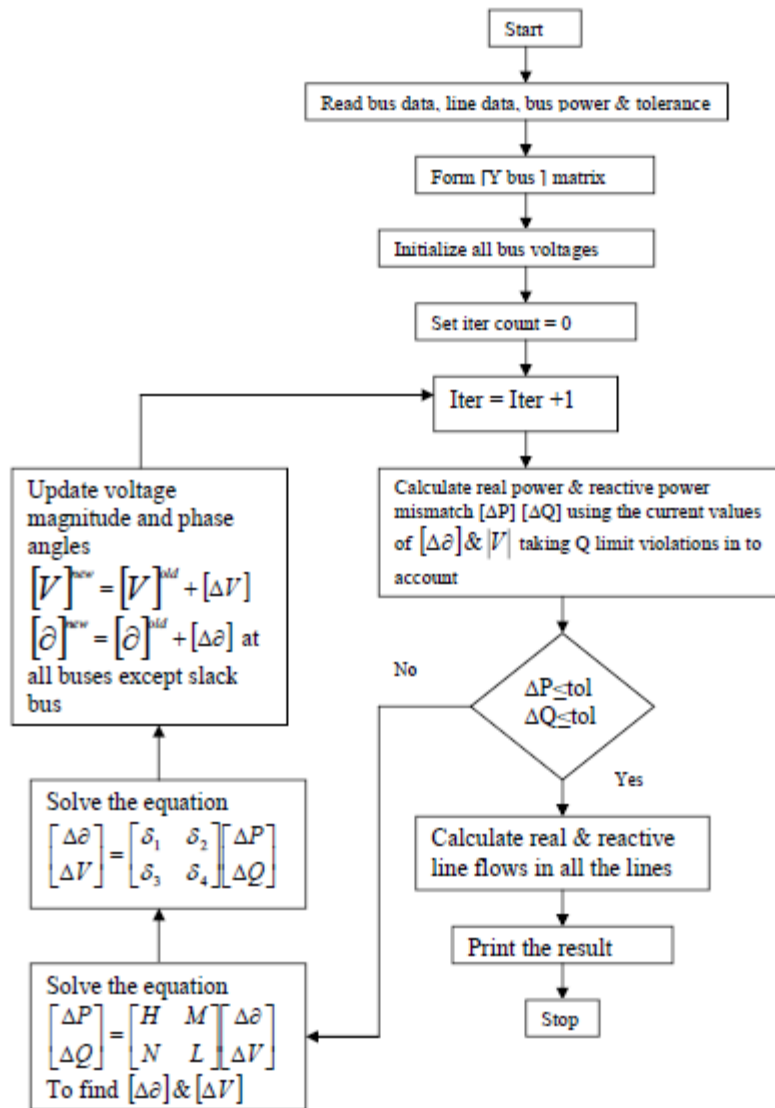 Start
Read bus data, line data, bus power & tolerance
Form [Y bus ] matrix
Initialize all bus voltages
Set iter count = 0
Iter = Iter +1
Calculate real power & reactive power
mismatch [ΔP] [ΔQ] using the current values
of [Δ∂]& |V| taking Q limit violations in to
account
ΔP≤tol
ΔQ≤tol
No
Yes
Calculate real & reactive
line flows in all the lines
Print the result
Stop
Solve the equation
[ΔP ΔQ] = [H M N L][Δ∂ ΔV]
To find [Δ∂]&[ΔV]
Solve the equation
[Δ∂ ΔV] = [δ₁ δ₂ δ₃ δ₄][ΔP ΔQ]
Update voltage
magnitude and phase
angles
[V]^new = [V]^old + [ΔV]
[∂]^new = [∂]^old + [Δ∂] at
all buses except slack
bus